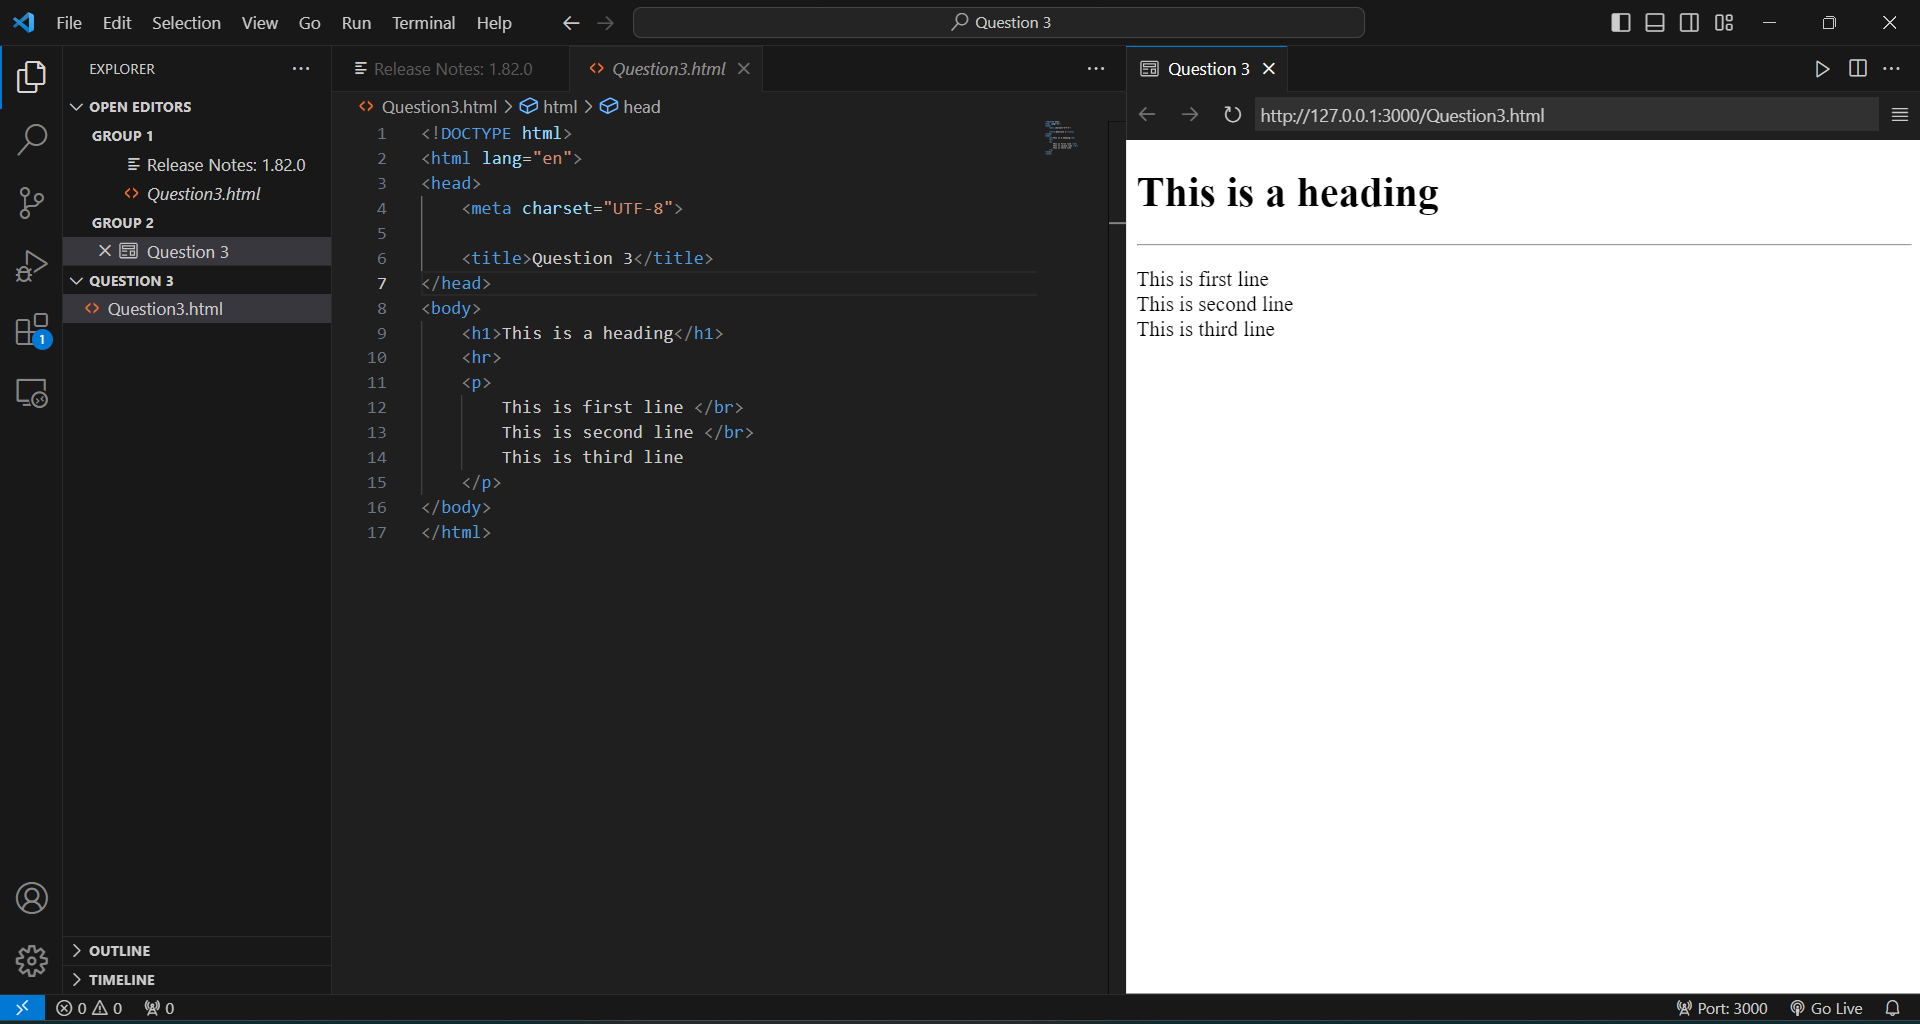 File Edit Selection View Go Run Terminal Help
Question 3
EXPLORER
OPEN EDITORS
GROUP 1
Release Notes: 1.82.0
Question3.html
GROUP 2
Question 3
QUESTION 3
Question3.html
1
OUTLINE
TIMELINE
Release Notes: 1.82.0
Question3.html
Question3.html > html > head
1 <!DOCTYPE html>
2 <html lang="en">
3 <head>
4 <meta charset="UTF-8">
5
6 <title>Question 3</title>
7 </head>
8 <body>
9 <h1>This is a heading</h1>
10 <hr>
11 <p>
12 This is first line </br>
13 This is second line </br>
14 This is third line
15 </p>
16 </body>
17 </html>
Question 3
http://127.0.0.1:3000/Question3.html
This is a heading
This is first line
This is second line
This is third line
0 0 0
Port: 3000 Go Live